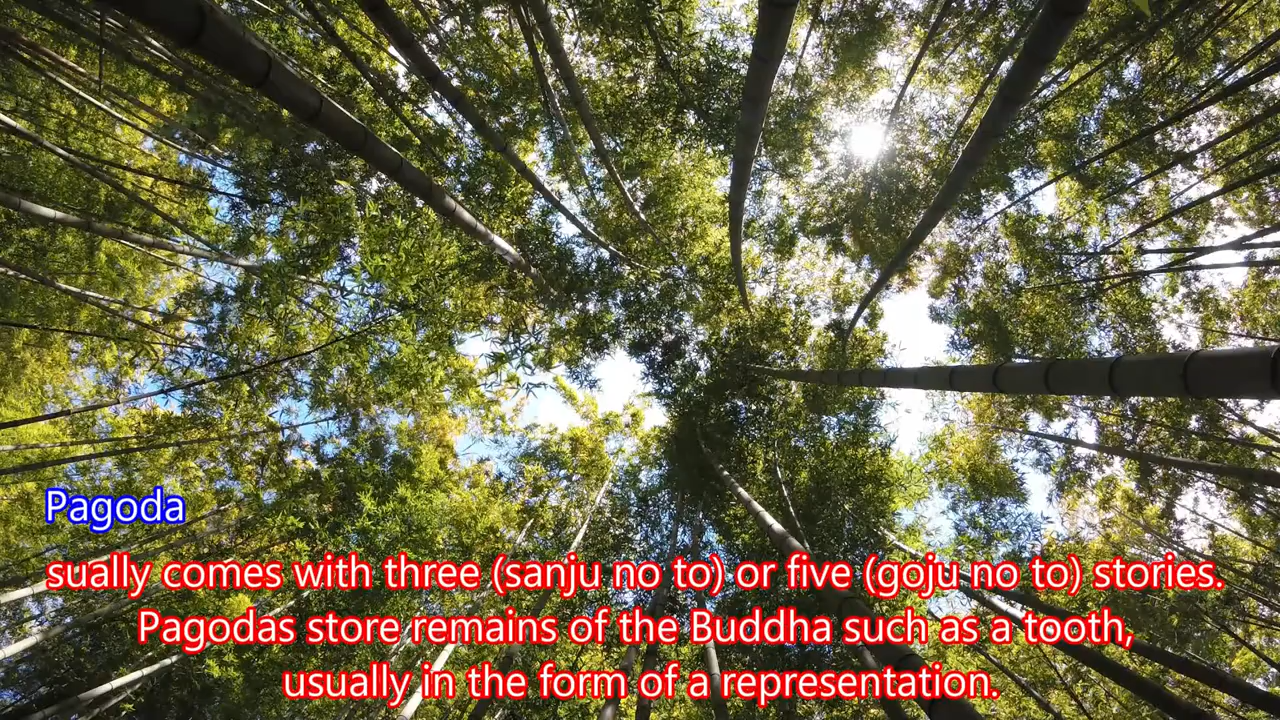 Pagoda
sually comes with three (sanju no to) or five (goju no to) stories.
Pagodas store remains of the Buddha such as a tooth,
usually in the form of a representation.